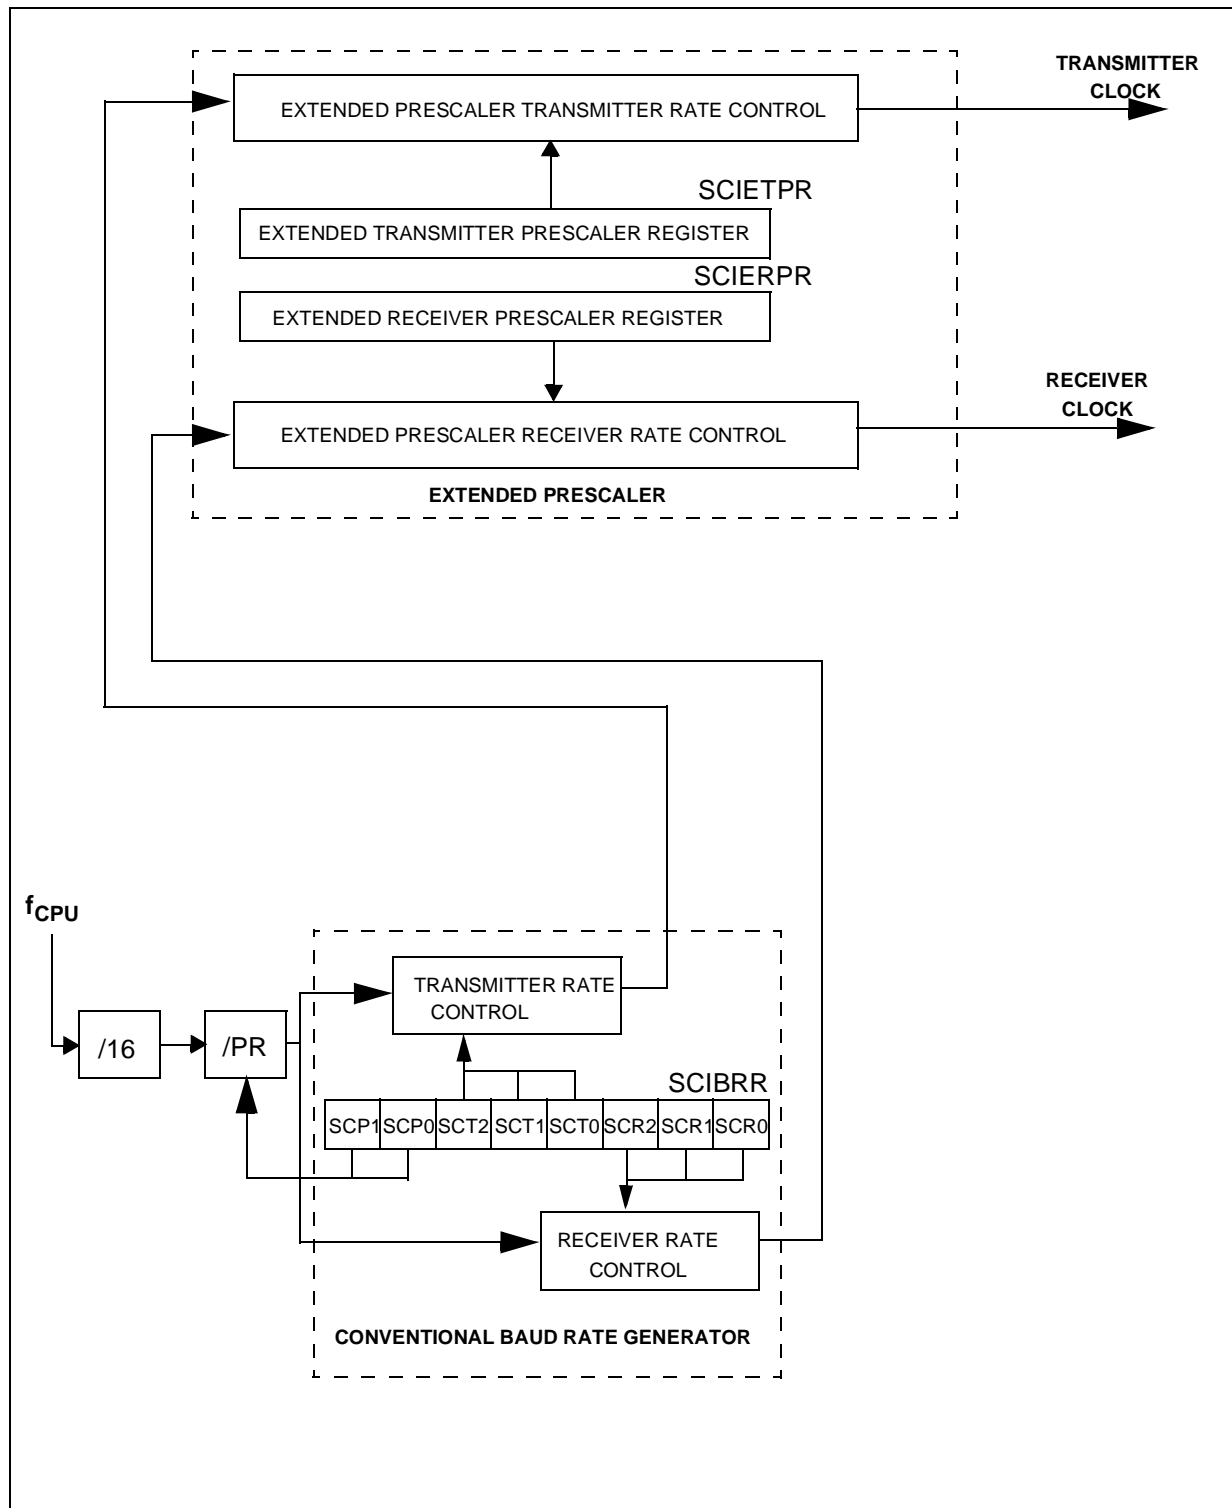 TRANSMITTER
CLOCK
EXTENDED PRESCALER TRANSMITTER RATE CONTROL
SCIETPR
EXTENDED TRANSMITTER PRESCALER REGISTER
SCIERPR
EXTENDED RECEIVER PRESCALER REGISTER
RECEIVER
CLOCK
EXTENDED PRESCALER RECEIVER RATE CONTROL
EXTENDED PRESCALER
fCPU
TRANSMITTER RATE
CONTROL
/16
/PR
SCIBRR
SCP1 SCP0 SCT2 SCT1 SCT0 SCR2 SCR1 SCR0
RECEIVER RATE
CONTROL
CONVENTIONAL BAUD RATE GENERATOR